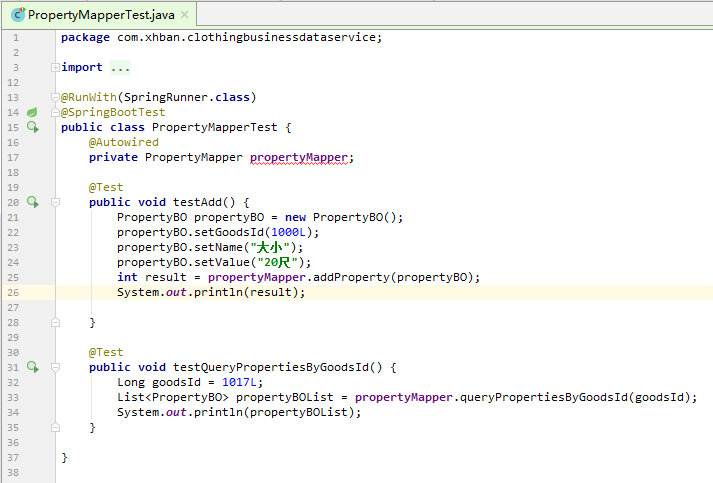 PropertyMapperTest.java
1 package com.xhban.clothingbusinessdataservice;
2
3 import ...
12
13 @RunWith(SpringRunner.class)
14 @SpringBootTest
15 public class PropertyMapperTest {
16 @Autowired
17 private PropertyMapper propertyMapper;
18
19 @Test
20 public void testAdd() {
21 PropertyBO propertyBO = new PropertyBO();
22 propertyBO.setGoodsId(1000L);
23 propertyBO.setName("大小");
24 propertyBO.setValue("20尺");
25 int result = propertyMapper.addProperty(propertyBO);
26 System.out.println(result);
27
28 }
29
30 @Test
31 public void testQueryPropertiesByGoodsId() {
32 Long goodsId = 1017L;
33 List<PropertyBO> propertyBOList = propertyMapper.queryPropertiesByGoodsId(goodsId);
34 System.out.println(propertyBOList);
35 }
36
37 }
38